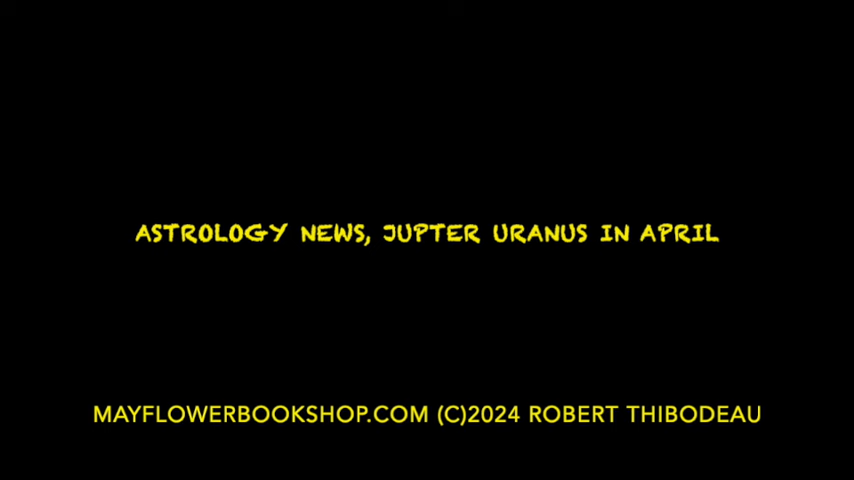 ASTROLOGY NEWS, JUPTER URANUS IN APRIL
MAYFLOWERBOOKSHOP.COM (C)2024 ROBERT THIBODEAU